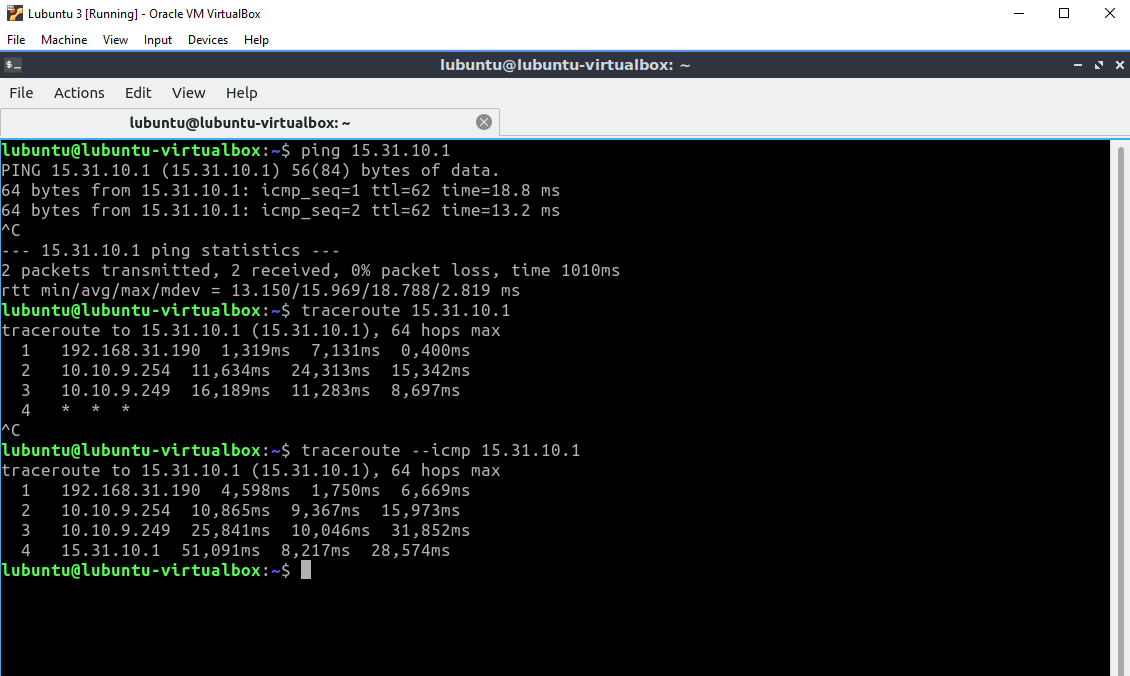 Lubuntu 3 [Running] - Oracle VM VirtualBox
File Machine View Input Devices Help
$_ lubuntu@lubuntu-virtualbox: ~
File Actions Edit View Help
lubuntu@lubuntu-virtualbox: ~
lubuntu@lubuntu-virtualbox:~$ ping 15.31.10.1
PING 15.31.10.1 (15.31.10.1) 56(84) bytes of data.
64 bytes from 15.31.10.1: icmp_seq=1 ttl=62 time=18.8 ms
64 bytes from 15.31.10.1: icmp_seq=2 ttl=62 time=13.2 ms
^C
--- 15.31.10.1 ping statistics ---
2 packets transmitted, 2 received, 0% packet loss, time 1010ms
rtt min/avg/max/mdev = 13.150/15.969/18.788/2.819 ms
lubuntu@lubuntu-virtualbox:~$ traceroute 15.31.10.1
traceroute to 15.31.10.1 (15.31.10.1), 64 hops max
  1   192.168.31.190  1,319ms  7,131ms  0,400ms
  2   10.10.9.254  11,634ms  24,313ms  15,342ms
  3   10.10.9.249  16,189ms  11,283ms  8,697ms
  4   *  *  *
^C
lubuntu@lubuntu-virtualbox:~$ traceroute --icmp 15.31.10.1
traceroute to 15.31.10.1 (15.31.10.1), 64 hops max
  1   192.168.31.190  4,598ms  1,750ms  6,669ms
  2   10.10.9.254  10,865ms  9,367ms  15,973ms
  3   10.10.9.249  25,841ms  10,046ms  31,852ms
  4   15.31.10.1  51,091ms  8,217ms  28,574ms
lubuntu@lubuntu-virtualbox:~$